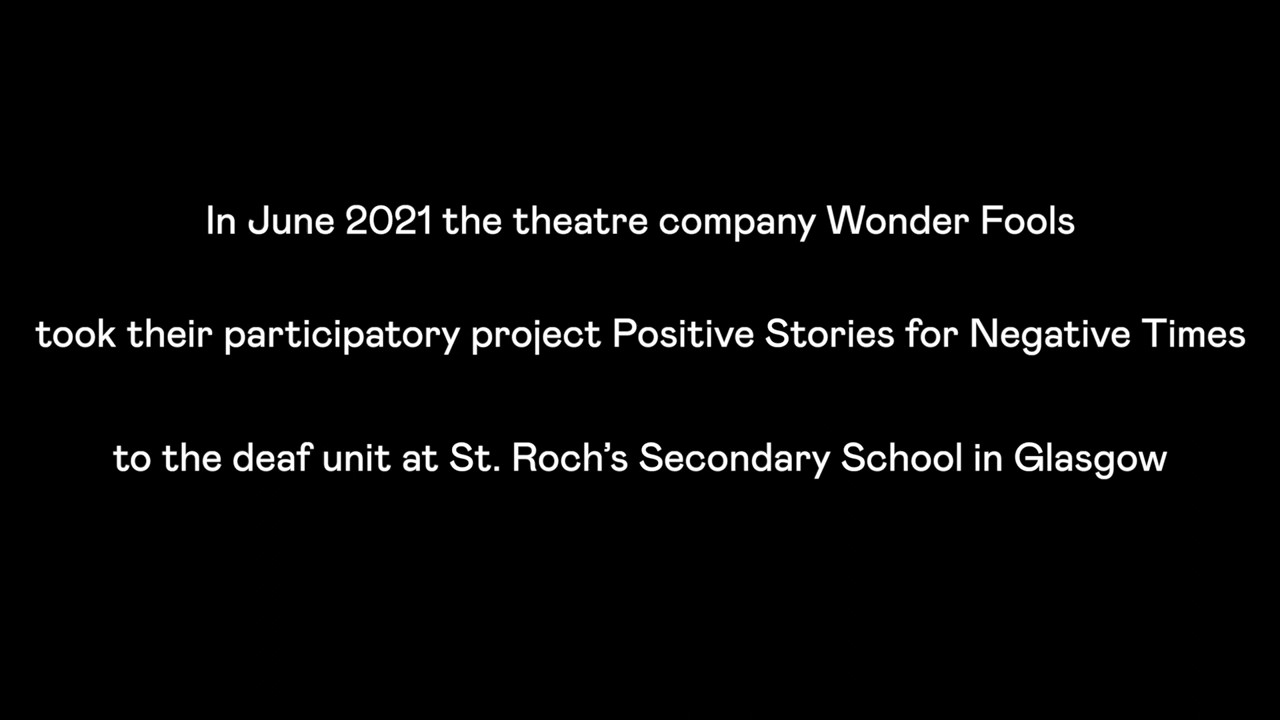 In June 2021 the theatre company Wonder Fools
took their participatory project Positive Stories for Negative Times
to the deaf unit at St. Roch’s Secondary School in Glasgow